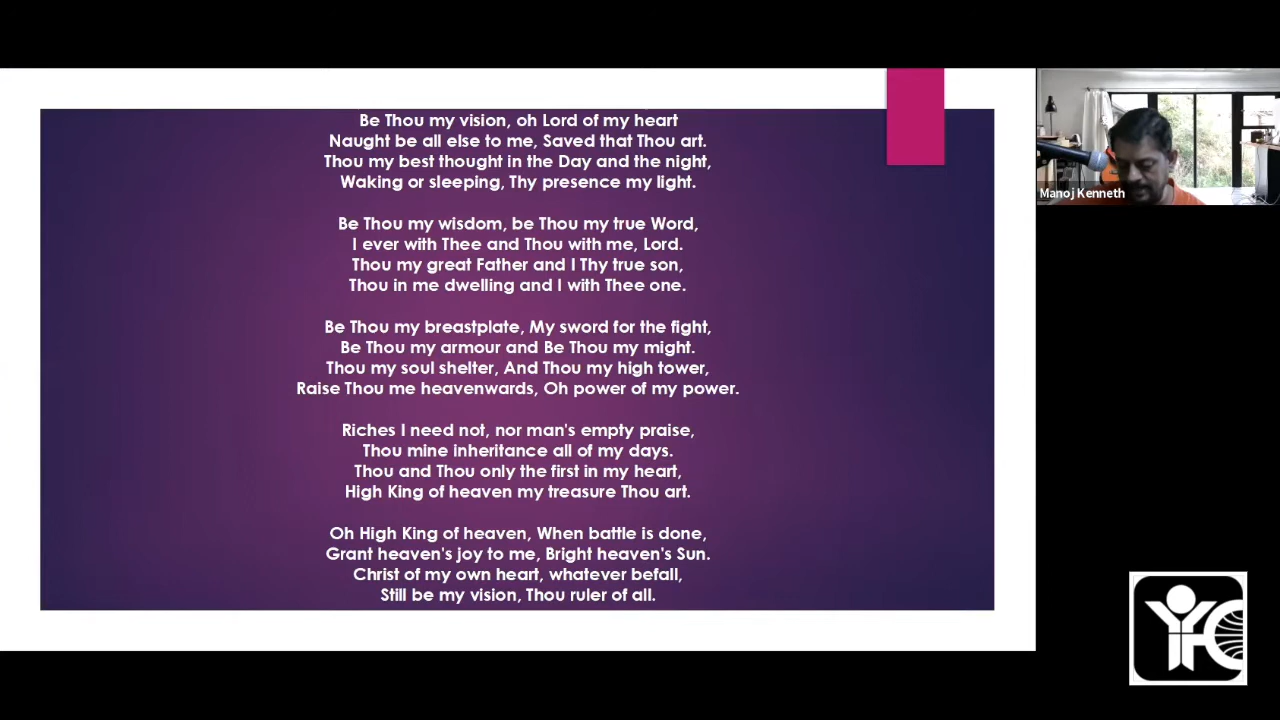 Be Thou my vision, oh Lord of my heart
Naught be all else to me, Saved that Thou art.
Thou my best thought in the Day and the night,
Waking or sleeping, Thy presence my light.
Be Thou my wisdom, be Thou my true Word,
I ever with Thee and Thou with me, Lord.
Thou my great Father and I Thy true son,
Thou in me dwelling and I with Thee one.
Be Thou my breastplate, My sword for the fight,
Be Thou my armour and Be Thou my might.
Thou my soul shelter, And Thou my high tower,
Raise Thou me heavenwards, Oh power of my power.
Riches I need not, nor man's empty praise,
Thou mine inheritance all of my days.
Thou and Thou only the first in my heart,
High King of heaven my treasure Thou art.
Oh High King of heaven, When battle is done,
Grant heaven's joy to me, Bright heaven's Sun.
Christ of my own heart, whatever befall,
Still be my vision, Thou ruler of all.
Manoj Kenneth
YFC